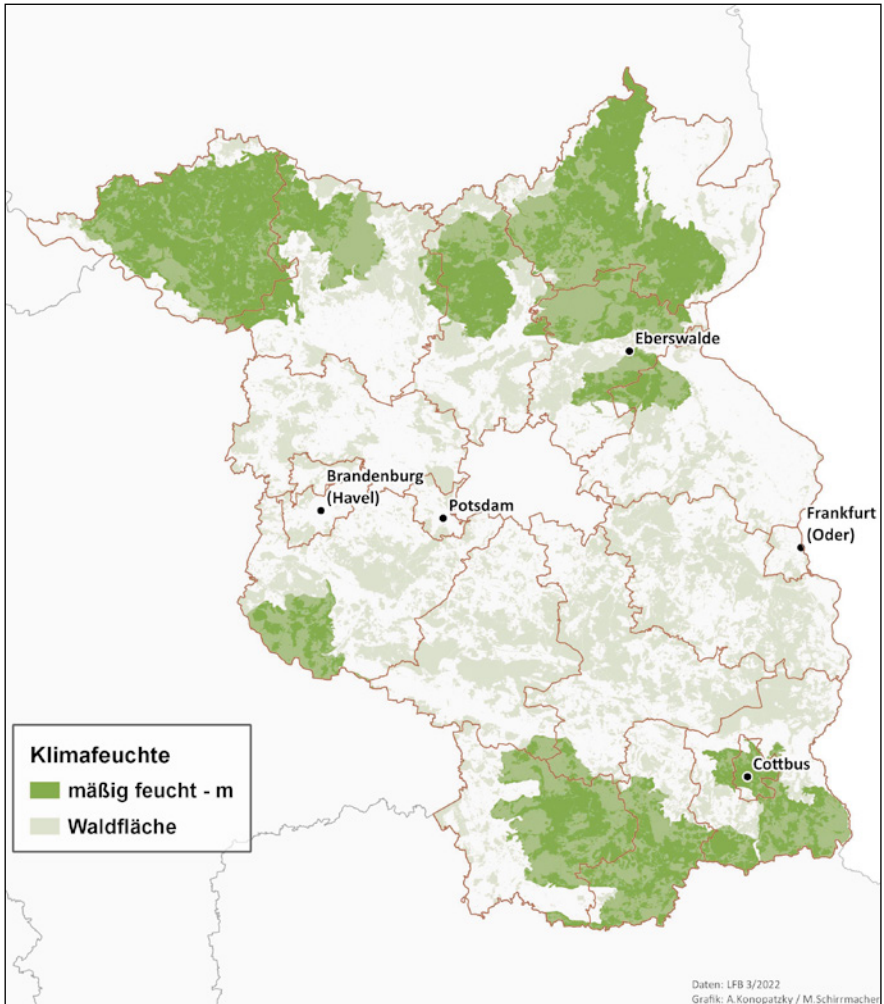 Eberswalde
Brandenburg
(Havel)
Potsdam
Frankfurt
(Oder)
Cottbus
Klimafeuchte
mäßig feucht - m
Waldfläche
Daten: LFB 3/2022
Grafik: A.Konopatzky / M.Schirrmacher